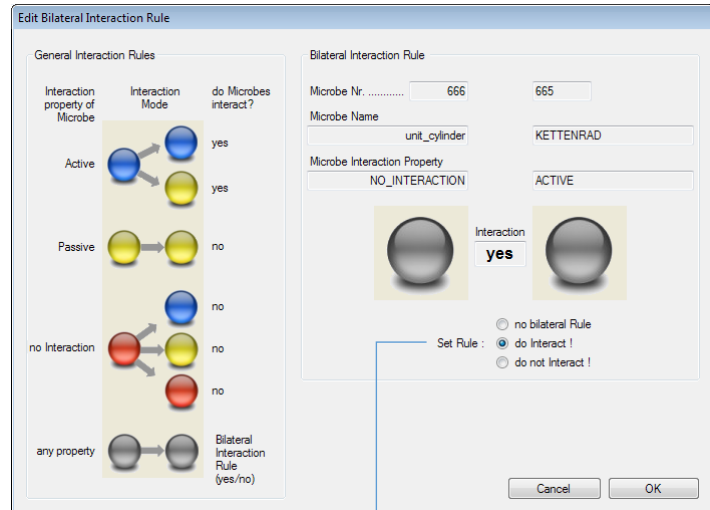 Edit Bilateral Interaction Rule
General Interaction Rules
Interaction property of Microbe
Interaction Mode
do Microbes interact?
Active
yes
yes
Passive
no
no Interaction
no
no
no
any property
Bilateral Interaction Rule (yes/no)
Bilateral Interaction Rule
Microbe Nr. ............ 666 665
Microbe Name
unit_cylinder KETTENRAD
Microbe Interaction Property
NO_INTERACTION ACTIVE
Interaction
yes
Set Rule :
no bilateral Rule
do Interact !
do not Interact !
Cancel OK